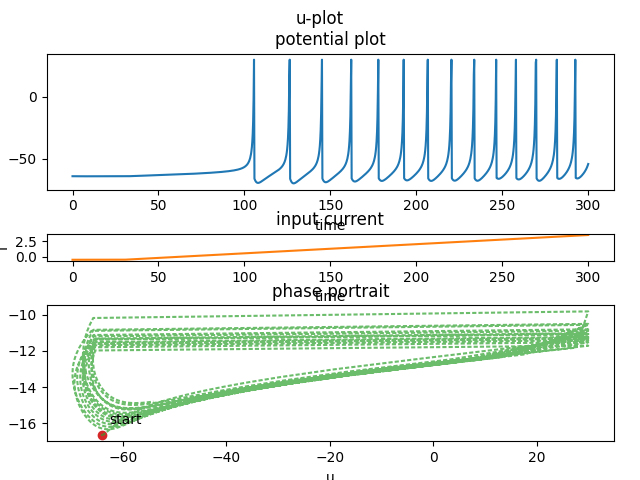 u-plot
potential plot
0
−50
0 50 100 150 200 250 300
time
input current
2.5
0.0
0 50 100 150 200 250 300
time
phase portrait
−10
−12
−14
−16
start
−60 −40 −20 0 20